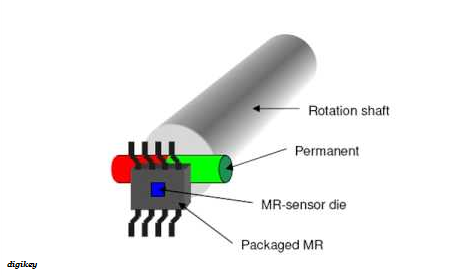 Rotation shaft
Permanent
MR-sensor die
Packaged MR
digikey